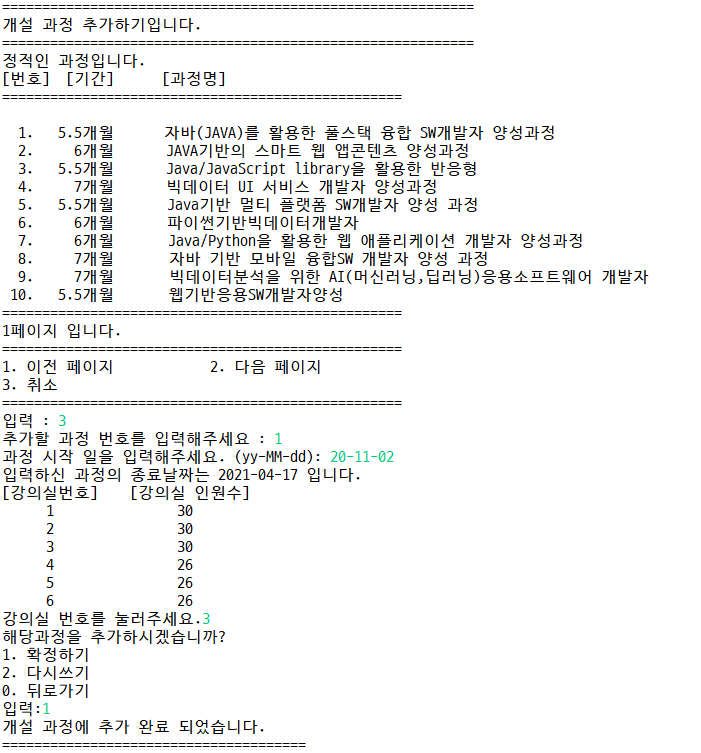 ===========================================================
개설 과정 추가하기입니다.
===========================================================
정적인 과정입니다.
[번호]  [기간]      [과정명]
==================================================
1.   5.5개월      자바(JAVA)를 활용한 풀스택 융합 SW개발자 양성과정
2.     6개월      JAVA기반의 스마트 웹 앱콘텐츠 양성과정
3.   5.5개월      Java/JavaScript library을 활용한 반응형
4.     7개월      빅데이터 UI 서비스 개발자 양성과정
5.   5.5개월      Java기반 멀티 플랫폼 SW개발자 양성 과정
6.     6개월      파이썬기반빅데이터개발자
7.     6개월      Java/Python을 활용한 웹 애플리케이션 개발자 양성과정
8.     7개월      자바 기반 모바일 융합SW 개발자 양성 과정
9.     7개월      빅데이터분석을 위한 AI(머신러닝,딥러닝)응용소프트웨어 개발자
10.   5.5개월      웹기반응용SW개발자양성
==================================================
1페이지 입니다.
==================================================
1. 이전 페이지            2. 다음 페이지
3. 취소
==================================================
입력 : 3
추가할 과정 번호를 입력해주세요 : 1
과정 시작 일을 입력해주세요. (yy-MM-dd): 20-11-02
입력하신 과정의 종료날짜는 2021-04-17 입니다.
[강의실번호]    [강의실 인원수]
1               30
2               30
3               30
4               26
5               26
6               26
강의실 번호를 눌러주세요.3
해당과정을 추가하시겠습니까?
1. 확정하기
2. 다시쓰기
0. 뒤로가기
입력:1
개설 과정에 추가 완료 되었습니다.
======================================